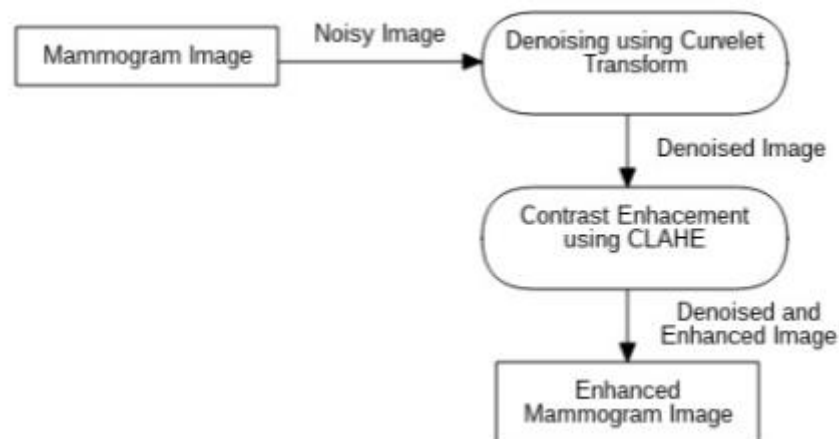 Mammogram Image
Noisy Image
Denoising using Curvelet
Transform
Denoised Image
Contrast Enhacement
using CLAHE
Denoised and
Enhanced Image
Enhanced
Mammogram Image